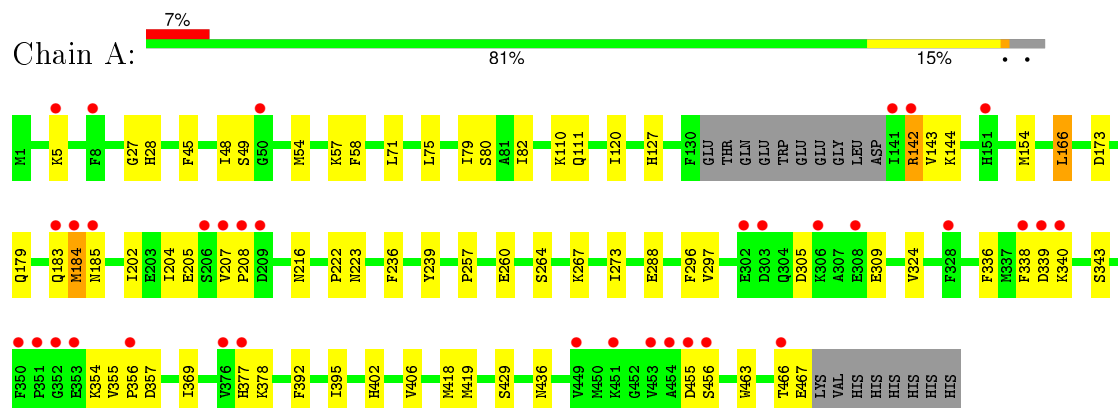 7%
Chain A:
81% 15% • •
M1 K5 F8 G27 H28 F45 I48 S49 G50 M54 K57 F58 L71 L75 I79 S80 A81 I82 K110 Q111 I120 H127 F130 GLU THR GLN GLU TRP GLU GLU GLY LEU ASP I141 R142 V143 K144 H151 M154 L166 D173
Q179 Q183 M184 N185 I202 E203 I204 E205 S206 V207 P208 D209 N216 P222 N223 F236 Y239 P257 E260 S264 K267 I273 E288 F296 V297 E302 D303 Q304 D305 K306 A307 E308 E309 V324 F328 F336 M337 F338 D339 K340 S343
F350 P351 G352 E353 K354 V355 P356 D357 I369 V376 H377 K378 F392 I395 H402 V406 M418 M419 S429 N436 V449 M450 K451 G452 V453 A454 D455 S456 W463 T466 E467 LYS VAL HIS HIS HIS HIS HIS HIS